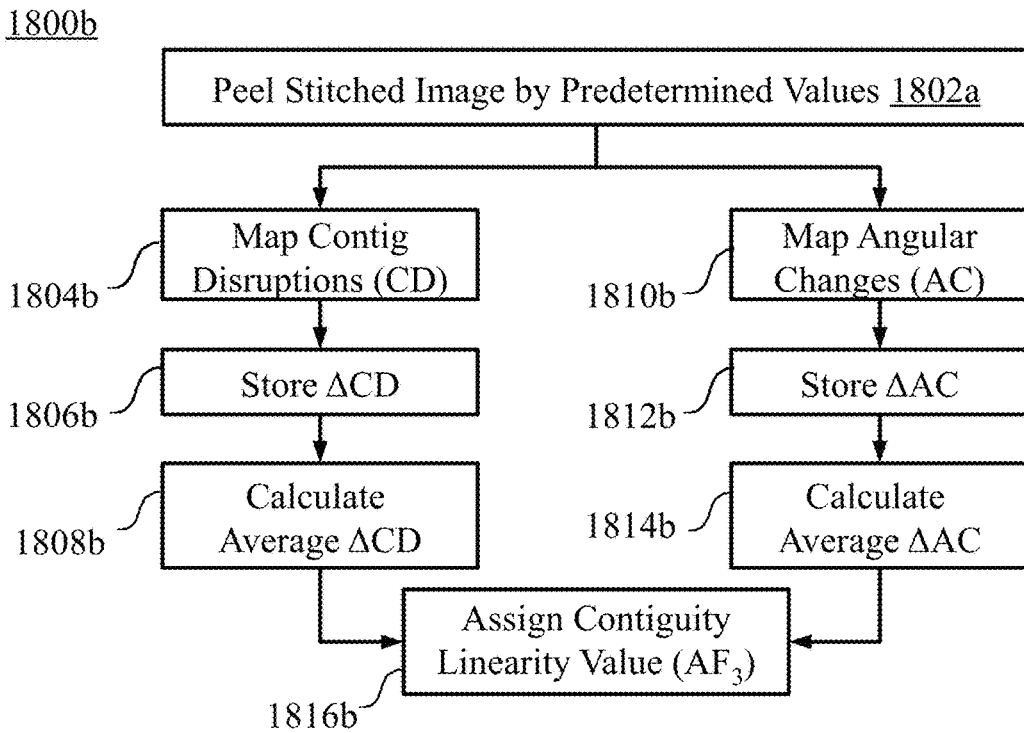 1800b
Peel Stitched Image by Predetermined Values 1802a
Map Contig
Disruptions (CD)
1804b
Map Angular
Changes (AC)
1810b
Store ΔCD
1806b
Store ΔAC
1812b
Calculate
Average ΔCD
1808b
Calculate
Average ΔAC
1814b
Assign Contiguity
Linearity Value (AF₃)
1816b